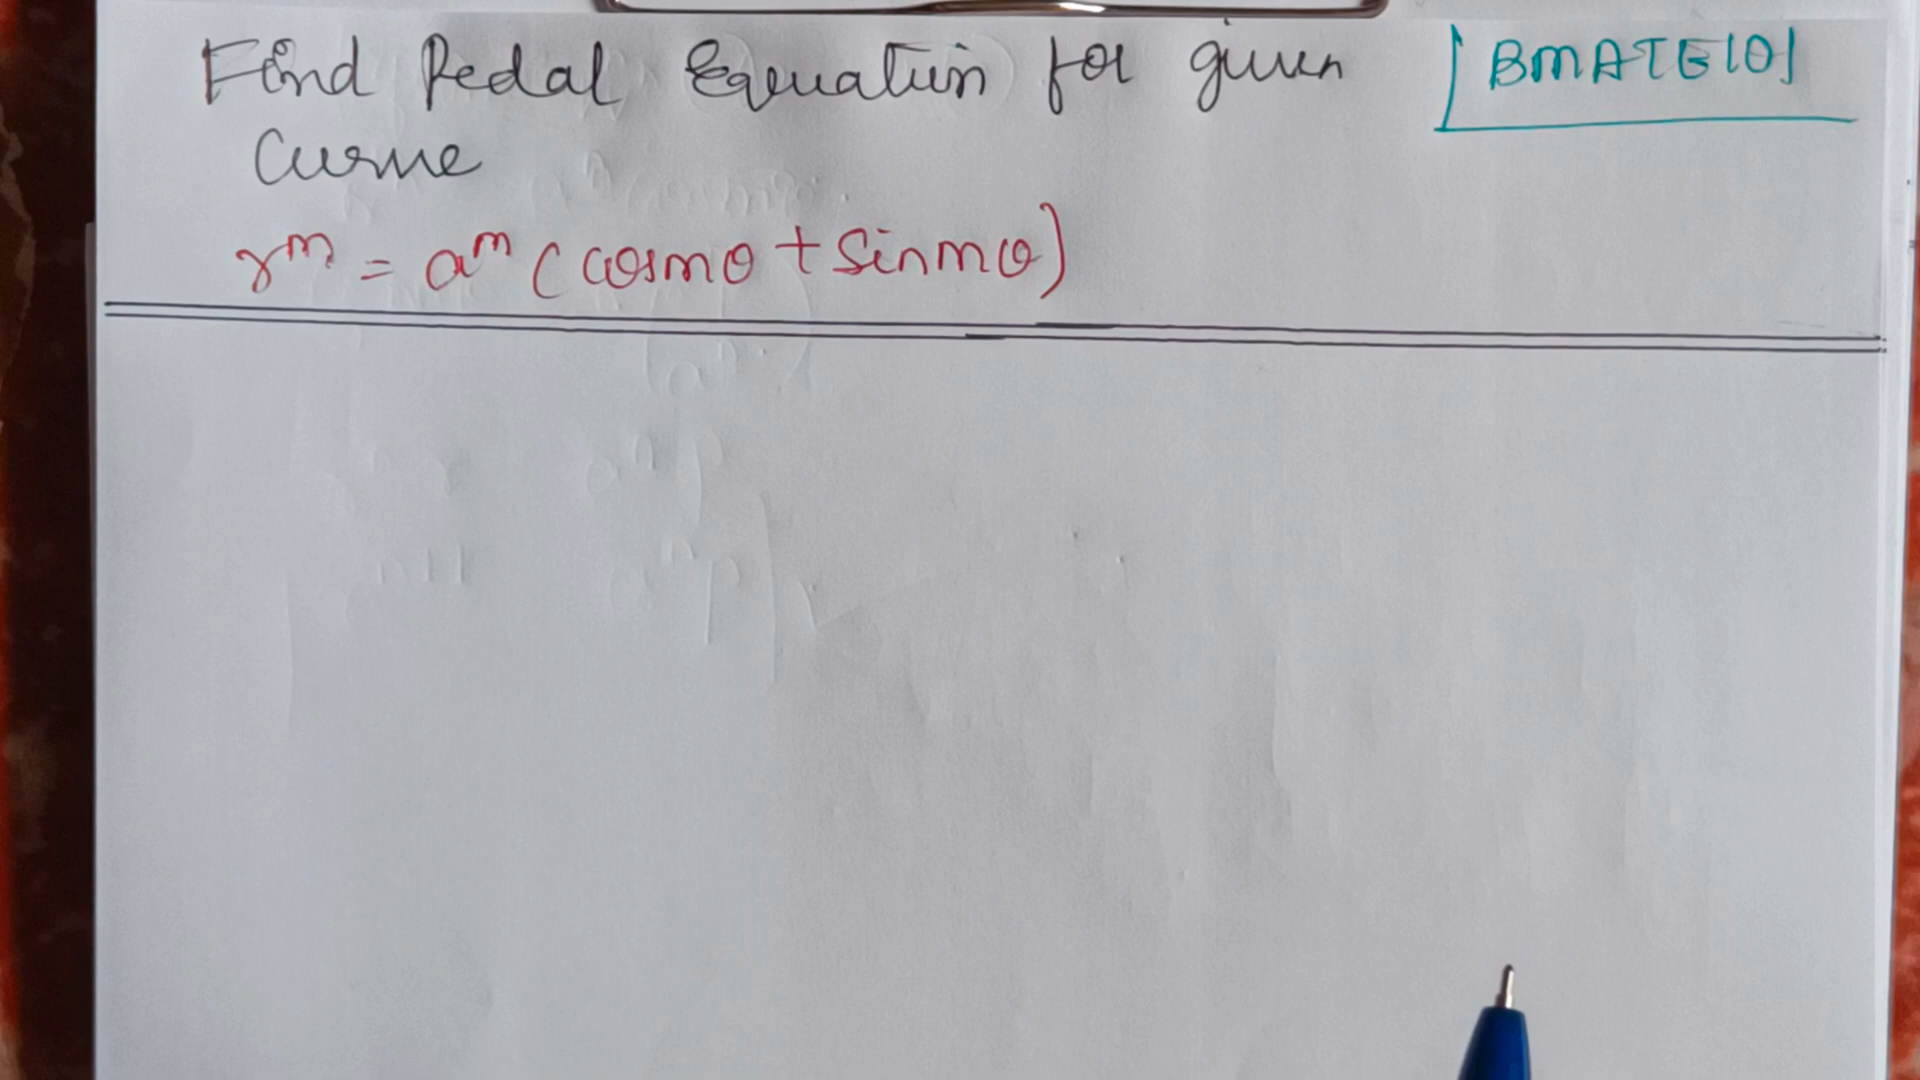 Find Pedal Equation for given
Curve
BMATE101
r^m = a^m (cosmθ + sinmθ)